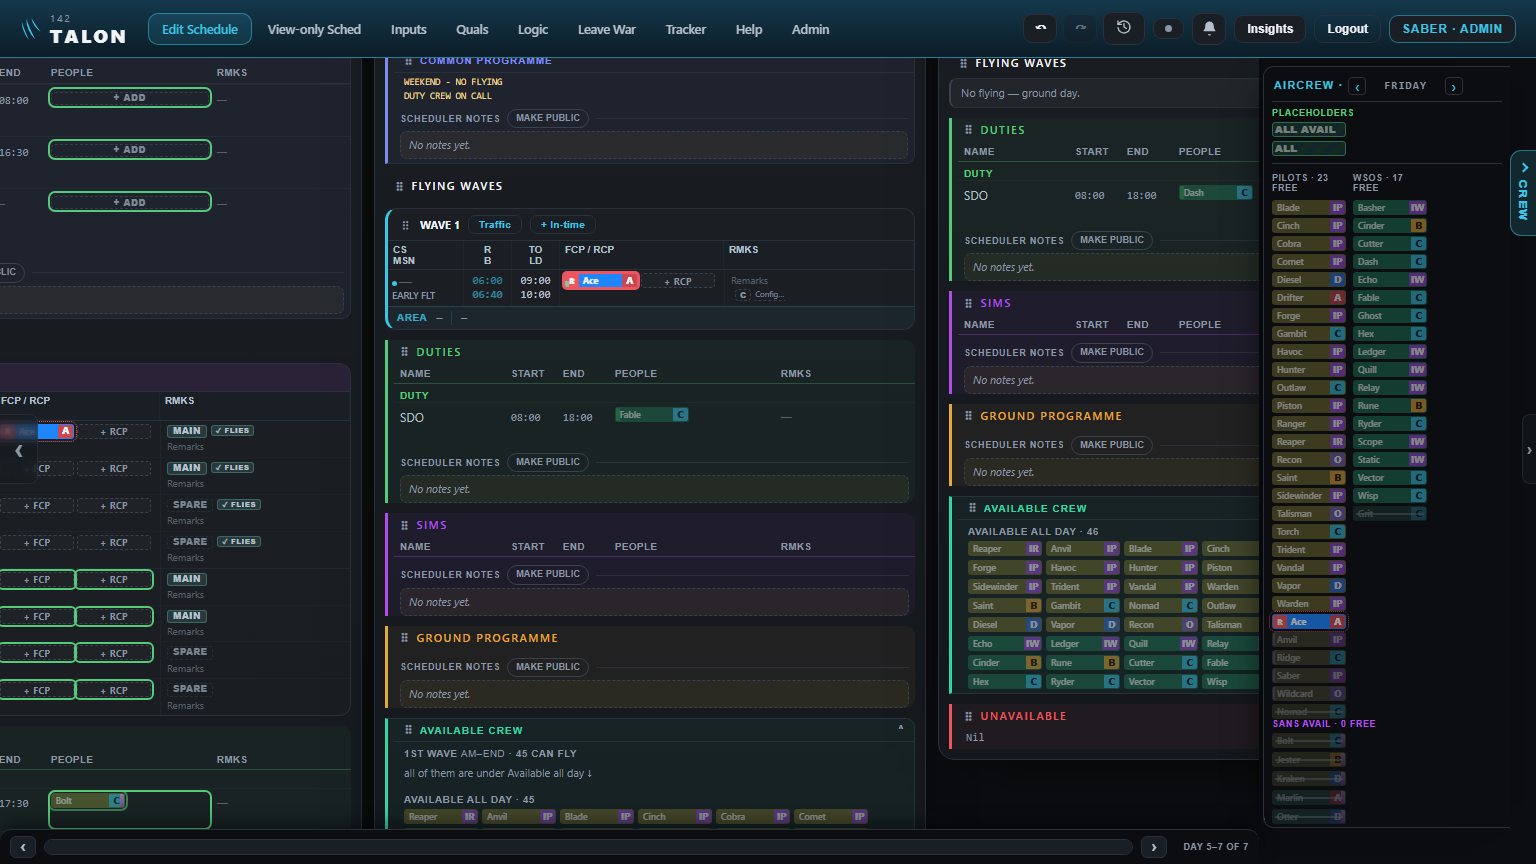 142
TALON
Edit Schedule
View-only Sched
Inputs
Quals
Logic
Leave War
Tracker
Help
Admin
Insights
Logout
SABER · ADMIN
END PEOPLE RMKS
08:00 + ADD —
16:30 + ADD —
— + ADD —
FCP / RCP RMKS
Ace A + RCP MAIN ✓ FLIES
Remarks
+ RCP MAIN ✓ FLIES
Remarks
+ FCP + RCP SPARE ✓ FLIES
Remarks
+ FCP + RCP SPARE ✓ FLIES
Remarks
+ FCP + RCP MAIN
Remarks
+ FCP + RCP MAIN
Remarks
+ FCP + RCP SPARE
Remarks
+ FCP + RCP SPARE
Remarks
END PEOPLE RMKS
17:30 Bolt C —
COMMON PROGRAMME
WEEKEND - NO FLYING
DUTY CREW ON CALL
SCHEDULER NOTES MAKE PUBLIC
No notes yet.
FLYING WAVES
WAVE 1 Traffic + In-time
CS R TO FCP / RCP RMKS
MSN B LD
— 06:00 09:00 R Ace A + RCP Remarks
EARLY FLT 06:40 10:00 C Config...
AREA — —
DUTIES
NAME START END PEOPLE RMKS
DUTY
SDO 08:00 18:00 Fable C —
SCHEDULER NOTES MAKE PUBLIC
No notes yet.
SIMS
NAME START END PEOPLE RMKS
SCHEDULER NOTES MAKE PUBLIC
No notes yet.
GROUND PROGRAMME
SCHEDULER NOTES MAKE PUBLIC
No notes yet.
AVAILABLE CREW
1ST WAVE AM–END · 45 CAN FLY
all of them are under Available all day ↓
AVAILABLE ALL DAY · 45
Reaper IR Anvil IP Blade IP Cinch IP Cobra IP Comet IP
FLYING WAVES
No flying — ground day.
DUTIES
NAME START END PEOPLE
DUTY
SDO 08:00 18:00 Dash C
SCHEDULER NOTES MAKE PUBLIC
No notes yet.
SIMS
NAME START END PEOPLE
SCHEDULER NOTES MAKE PUBLIC
No notes yet.
GROUND PROGRAMME
SCHEDULER NOTES MAKE PUBLIC
No notes yet.
AVAILABLE CREW
AVAILABLE ALL DAY · 46
Reaper IR Anvil IP Blade IP Cinch
Forge IP Havoc IP Hunter IP Piston
Sidewinder IP Trident IP Vandal IP Warden
Saint B Gambit C Nomad C Outlaw
Diesel D Vapor D Recon O Talisman
Echo IW Ledger IW Quill IW Relay
Cinder B Rune B Cutter C Fable
Hex C Ryder C Vector C Wisp
UNAVAILABLE
Nil
AIRCREW · ‹ FRIDAY ›
PLACEHOLDERS
ALL AVAIL
ALL
PILOTS · 23 FREE
WSOS · 17 FREE
Blade IP Basher IW
Cinch IP Cinder B
Cobra IP Cutter C
Comet IP Dash C
Diesel D Echo IW
Drifter A Fable C
Forge IP Ghost C
Gambit C Hex C
Havoc IP Ledger IW
Hunter IP Quill IW
Outlaw C Relay IW
Piston IP Rune B
Ranger IP Ryder C
Reaper IR Scope IW
Recon O Static IW
Saint B Vector C
Sidewinder IP Wisp C
Talisman O Grit C
Torch C
Trident IP
Vandal IP
Vapor D
Warden IP
R Ace A
Anvil IP
Ridge C
Saber IP
Wildcard O
Nomad C
SANS AVAIL · 0 FREE
Bolt C
Jester B
Kraken D
Marlin A
Otter D
CREW
DAY 5–7 OF 7